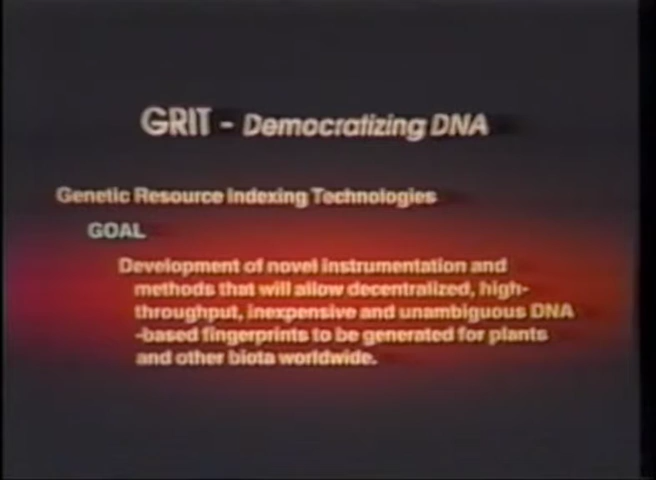 GRIT - Democratizing DNA
Genetic Resource Indexing Technologies
GOAL
Development of novel instrumentation and
methods that will allow decentralized, high-
throughput, inexpensive and unambiguous DNA
-based fingerprints to be generated for plants
and other biota worldwide.